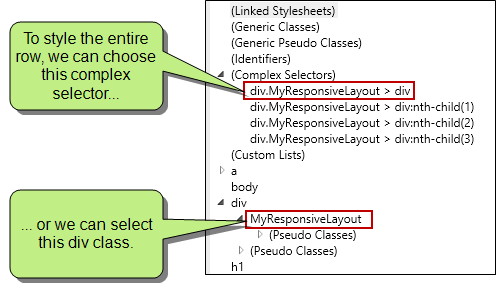 To style the entire
row, we can choose
this complex
selector...
... or we can select
this div class.
(Linked Stylesheets)
(Generic Classes)
(Generic Pseudo Classes)
(Identifiers)
(Complex Selectors)
div.MyResponsiveLayout > div
div.MyResponsiveLayout > div:nth-child(1)
div.MyResponsiveLayout > div:nth-child(2)
div.MyResponsiveLayout > div:nth-child(3)
(Custom Lists)
a
body
div
MyResponsiveLayout
(Pseudo Classes)
(Pseudo Classes)
h1